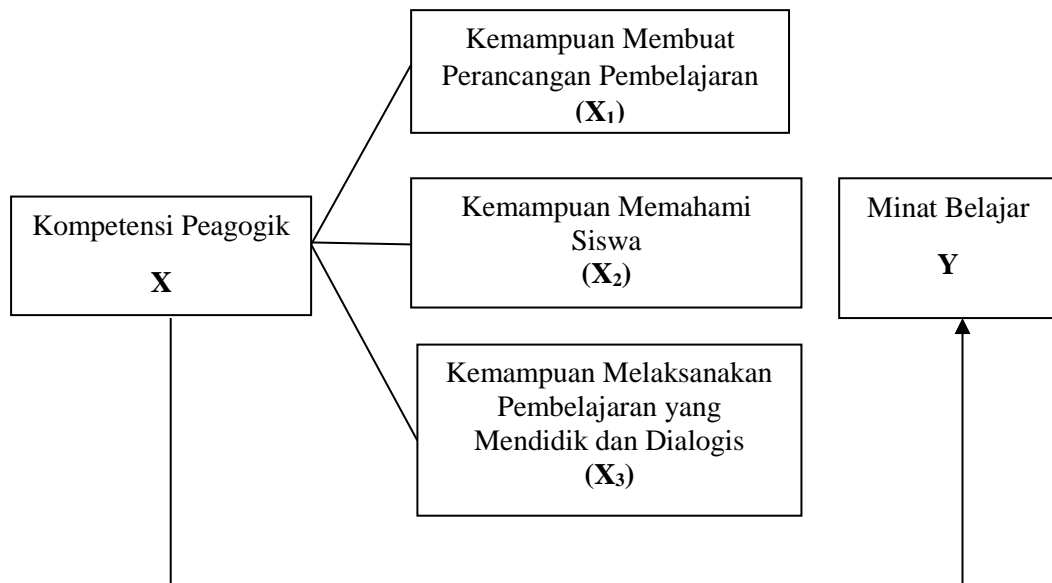 Kemampuan Membuat
Perancangan Pembelajaran
(X₁)
Kompetensi Peagogik
X
Kemampuan Memahami
Siswa
(X₂)
Kemampuan Melaksanakan
Pembelajaran yang
Mendidik dan Dialogis
(X₃)
Minat Belajar
Y